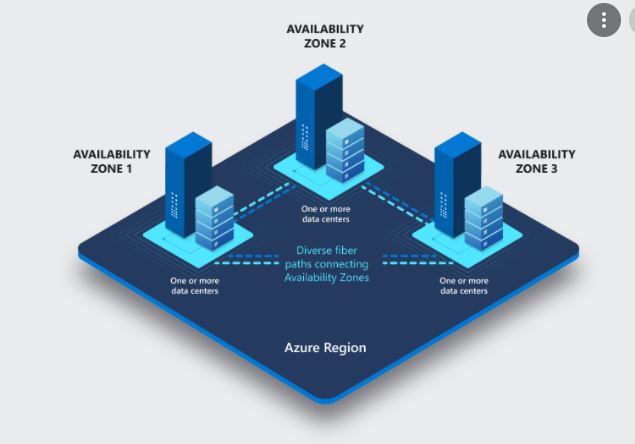 AVAILABILITY
ZONE 2
AVAILABILITY
ZONE 1
AVAILABILITY
ZONE 3
One or more
data centers
Diverse fiber
paths connecting
Availability Zones
One or more
data centers
One or more
data centers
Azure Region